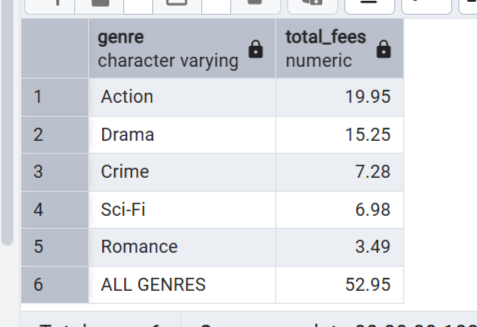 genre total_fees
character varying numeric
1 Action 19.95
2 Drama 15.25
3 Crime 7.28
4 Sci-Fi 6.98
5 Romance 3.49
6 ALL GENRES 52.95